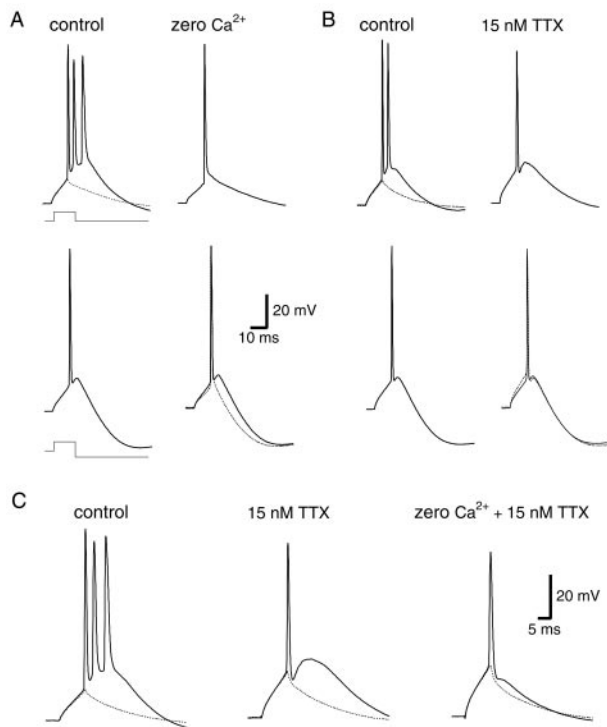 A
control
zero Ca²⁺
B
control
15 nM TTX
20 mV
10 ms
C
control
15 nM TTX
zero Ca²⁺ + 15 nM TTX
20 mV
5 ms